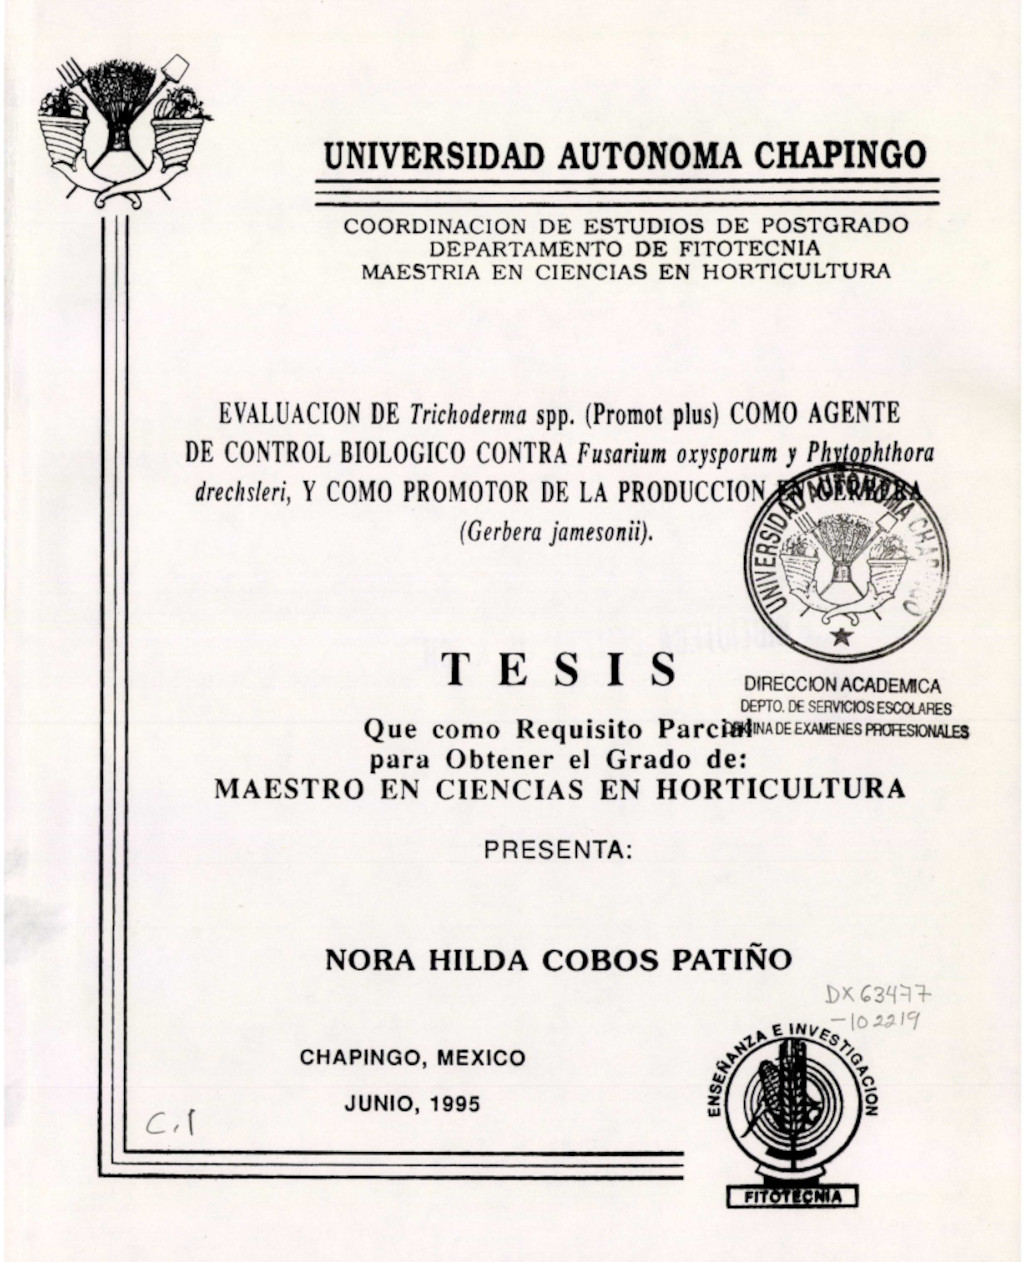 UNIVERSIDAD AUTONOMA CHAPINGO
COORDINACION DE ESTUDIOS DE POSTGRADO
DEPARTAMENTO DE FITOTECNIA
MAESTRIA EN CIENCIAS EN HORTICULTURA
EVALUACION DE Trichoderma spp. (Promot plus) COMO AGENTE
DE CONTROL BIOLOGICO CONTRA Fusarium oxysporum y Phytophthora
drechsleri, Y COMO PROMOTOR DE LA PRODUCCION EN GERBERA
(Gerbera jamesonii).
UNIVERSIDAD AUTONOMA CHAPINGO
DIRECCION ACADEMICA
DEPTO. DE SERVICIOS ESCOLARES
OFICINA DE EXAMENES PROFESIONALES
TESIS
Que como Requisito Parcial
para Obtener el Grado de:
MAESTRO EN CIENCIAS EN HORTICULTURA
PRESENTA:
NORA HILDA COBOS PATIÑO
DX63477
-102219
CHAPINGO, MEXICO
JUNIO, 1995
C.1
ENSEÑANZA E INVESTIGACION
FITOTECNIA